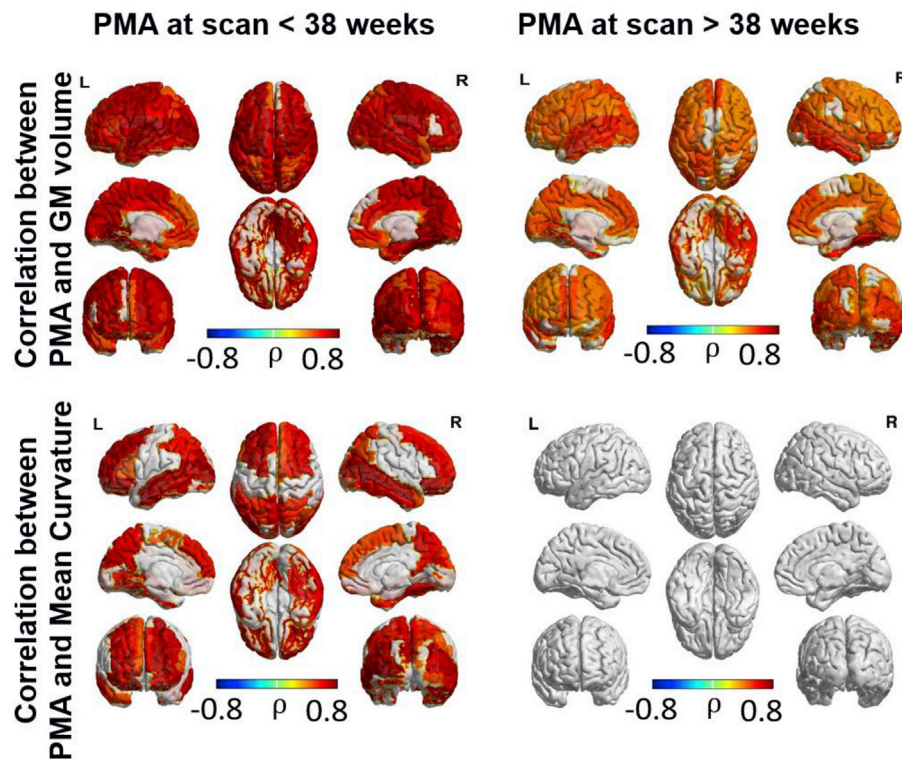 PMA at scan < 38 weeks
PMA at scan > 38 weeks
Correlation between
PMA and GM volume
L
R
L
R
-0.8 ρ 0.8
-0.8 ρ 0.8
Correlation between
PMA and Mean Curvature
L
R
L
R
-0.8 ρ 0.8
-0.8 ρ 0.8